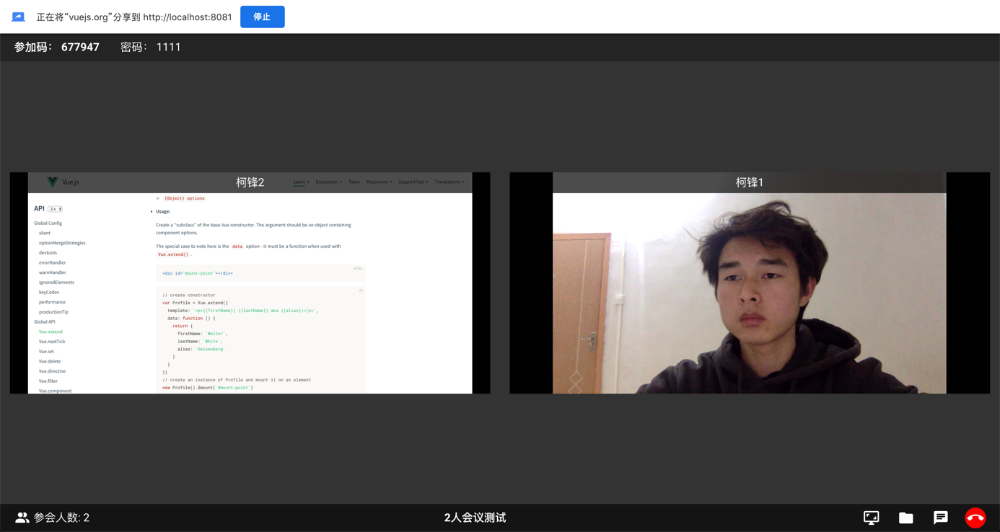 正在将“vuejs.org”分享到 http://localhost:8081 停止
参加码： 677947 密码： 1111
Vue.js 柯锋2 Learn Ecosystem Team Resources Support Vue Translations
API 2.x
Global Config
silent
optionMergeStrategies
devtools
errorHandler
warnHandler
ignoredElements
keyCodes
performance
productionTip
Global API
Vue.extend
Vue.nextTick
Vue.set
Vue.delete
Vue.directive
Vue.filter
Vue.component
{Object} options
Usage:
Create a "subclass" of the base Vue constructor. The argument should be an object containing
component options.
The special case to note here is the data option - it must be a function when used with
Vue.extend() .
HTML
<div id="mount-point"></div>
JS
// create constructor
var Profile = Vue.extend({
template: '<p>{{firstName}} {{lastName}} aka {{alias}}</p>',
data: function () {
return {
firstName: 'Walter',
lastName: 'White',
alias: 'Heisenberg'
}
}
})
// create an instance of Profile and mount it on an element
new Profile().$mount('#mount-point')
柯锋1
参会人数: 2 2人会议测试